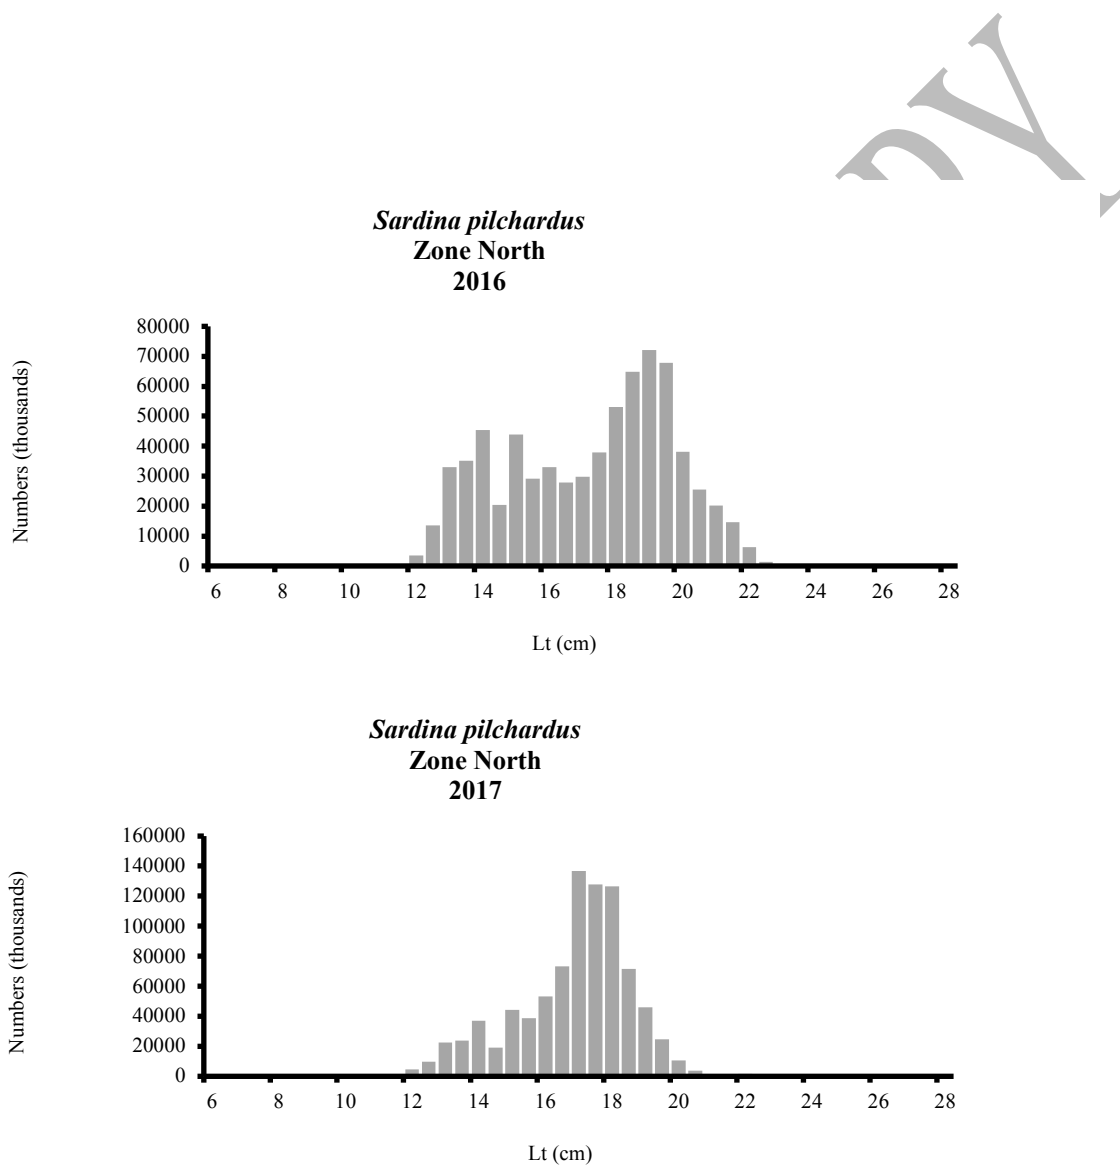 Sardina pilchardus
Zone North
2016
Numbers (thousands)
80000
70000
60000
50000
40000
30000
20000
10000
0
6 8 10 12 14 16 18 20 22 24 26 28
Lt (cm)
Sardina pilchardus
Zone North
2017
Numbers (thousands)
160000
140000
120000
100000
80000
60000
40000
20000
0
6 8 10 12 14 16 18 20 22 24 26 28
Lt (cm)